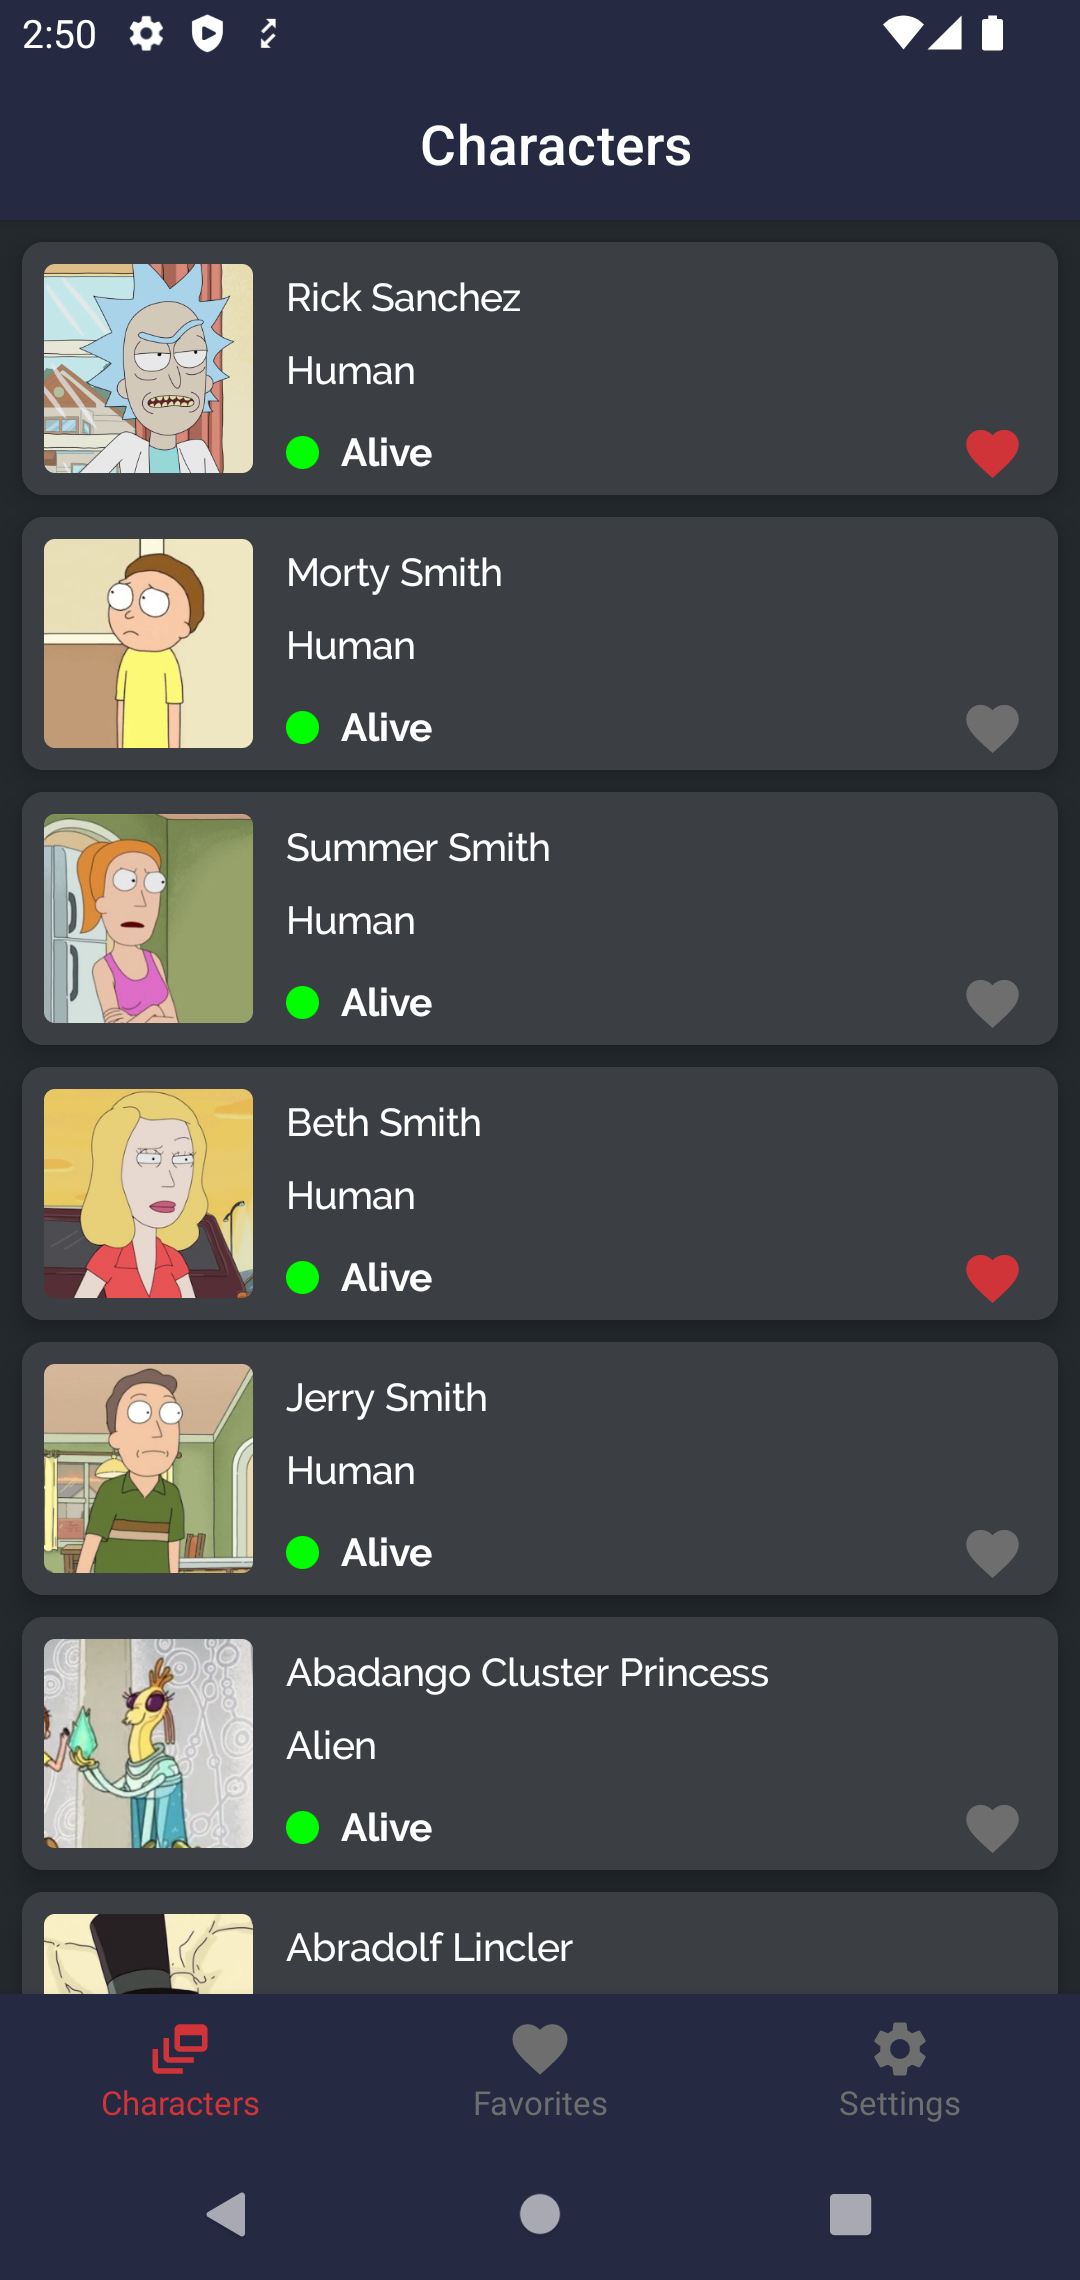 2:50
Characters
Rick Sanchez
Human
Alive
Morty Smith
Human
Alive
Summer Smith
Human
Alive
Beth Smith
Human
Alive
Jerry Smith
Human
Alive
Abadango Cluster Princess
Alien
Alive
Abradolf Lincler
Characters
Favorites
Settings